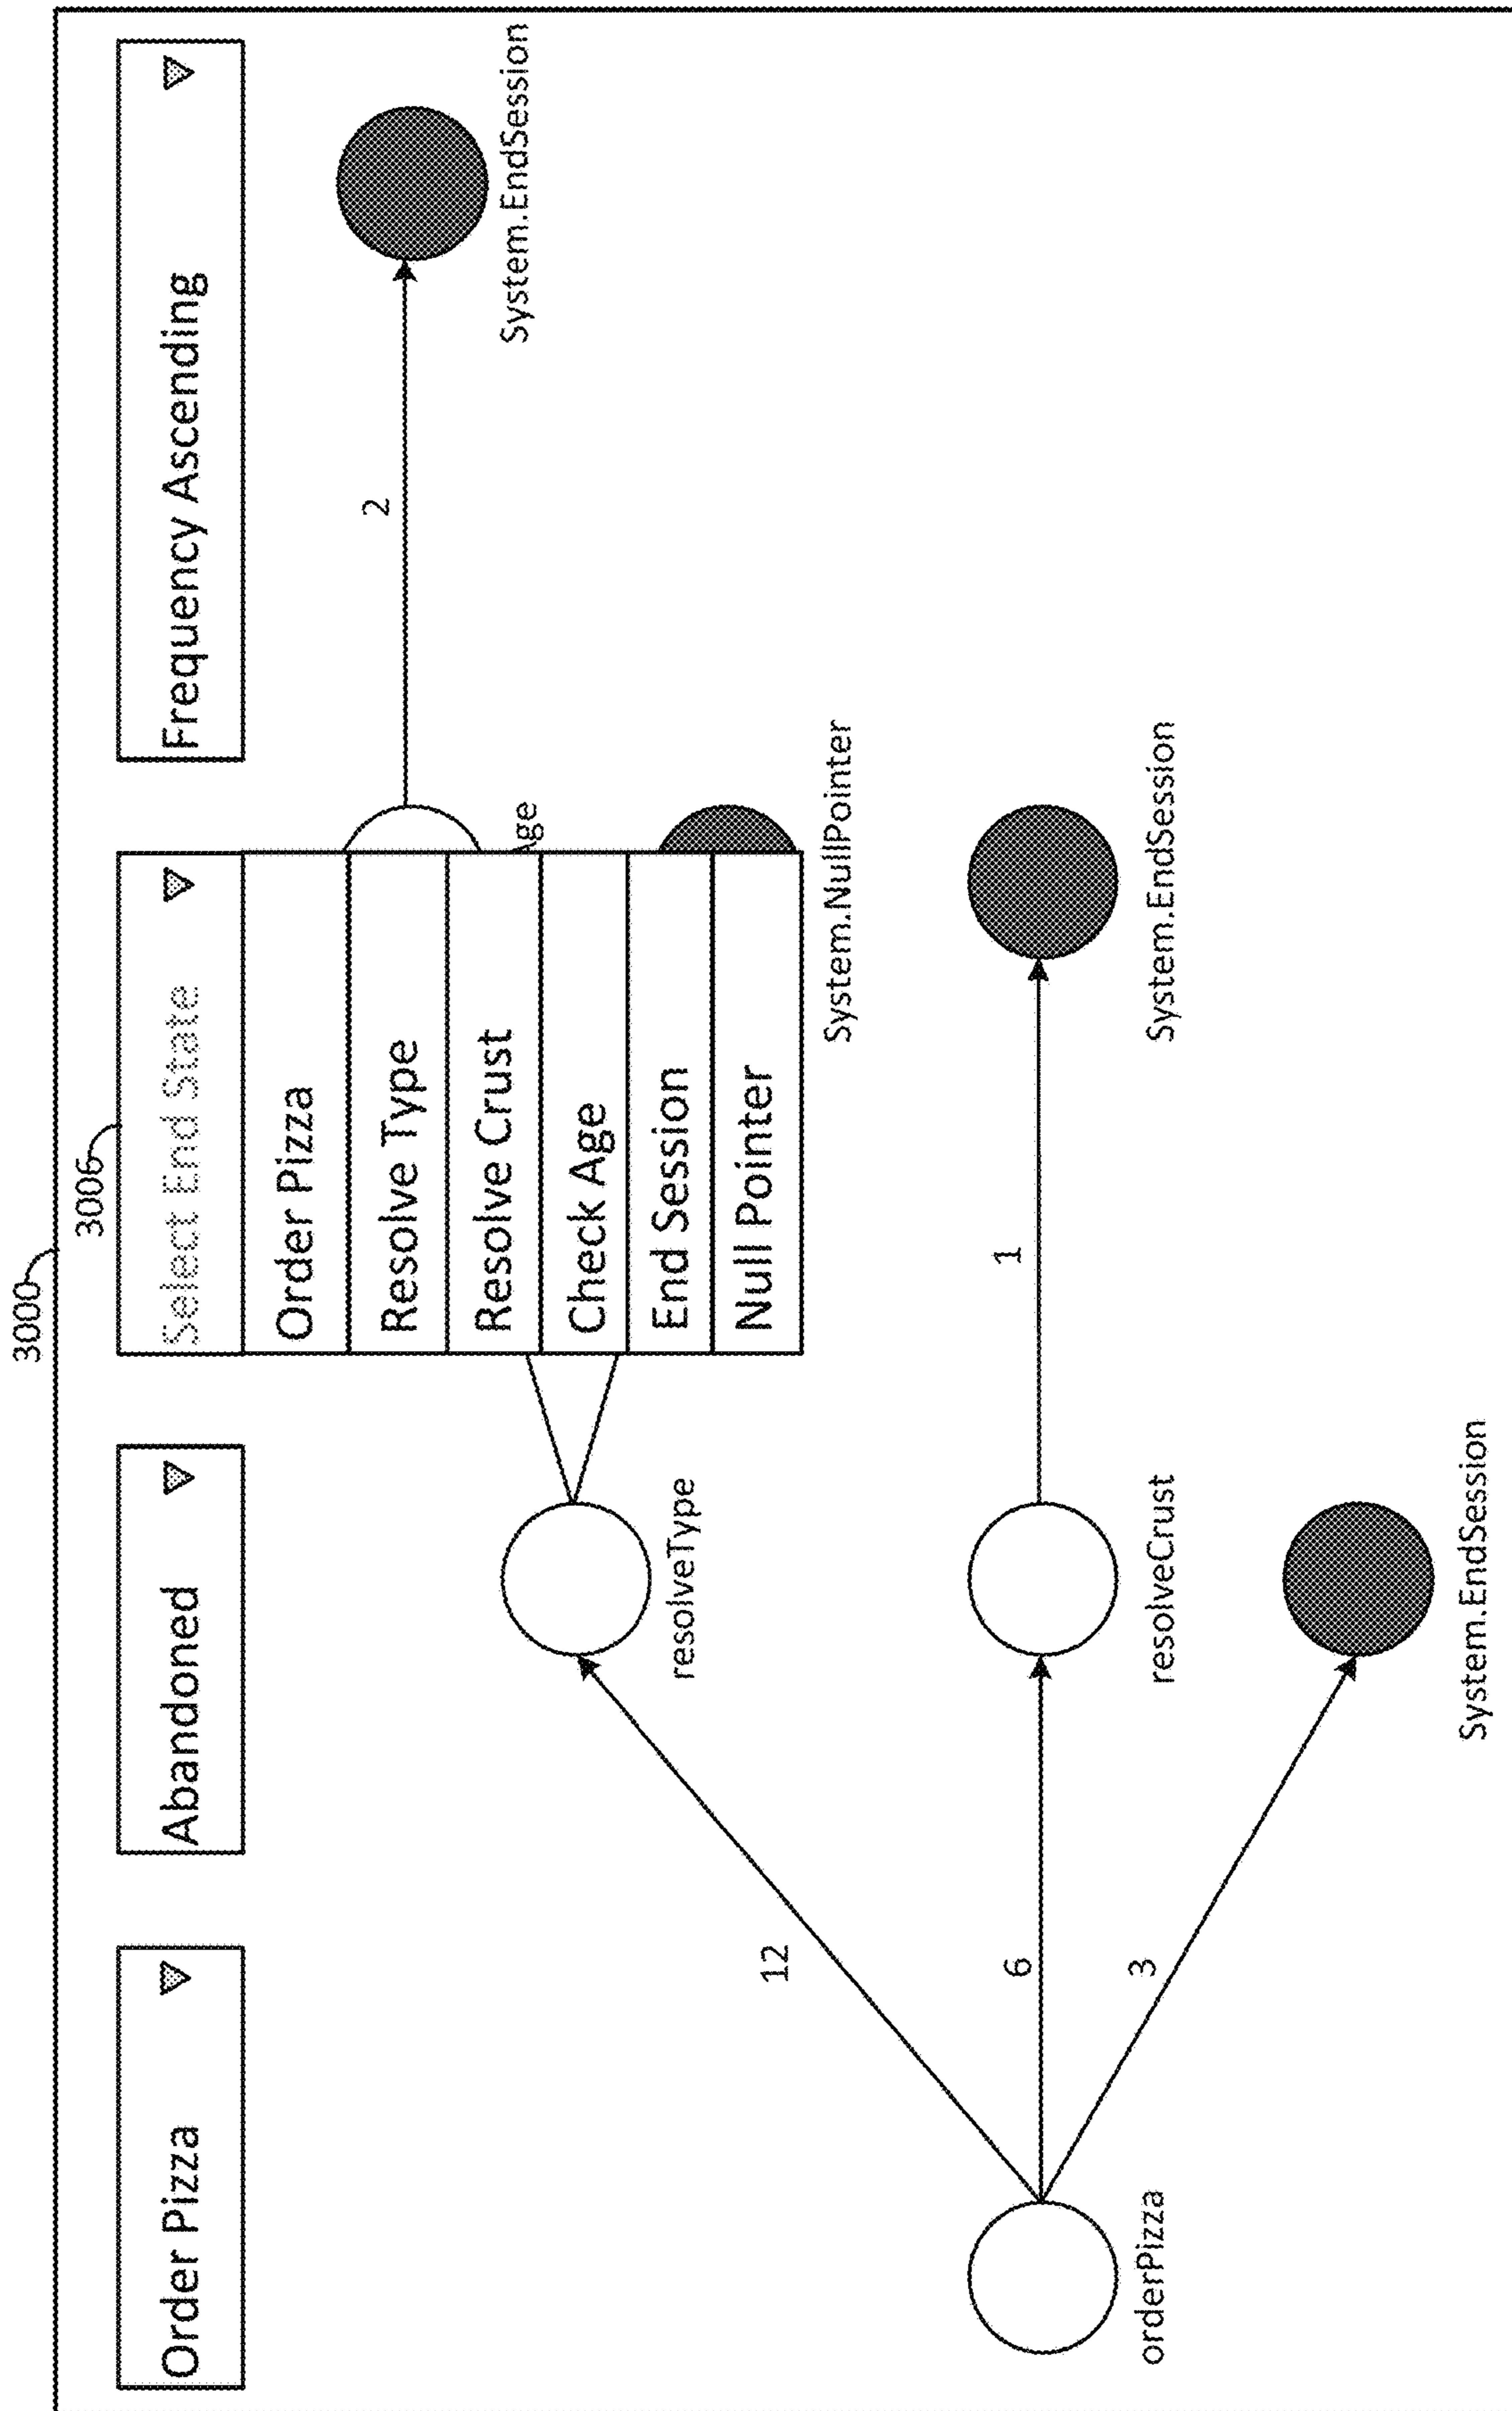 3000
3006
Order Pizza
Abandoned
Select End State
Frequency Ascending
Order Pizza
Resolve Type
Resolve Crust
Check Age
End Session
Null Pointer
2
System.EndSession
Age
12
resolveType
System.NullPointer
6
1
orderPizza
resolveCrust
System.EndSession
3
System.EndSession